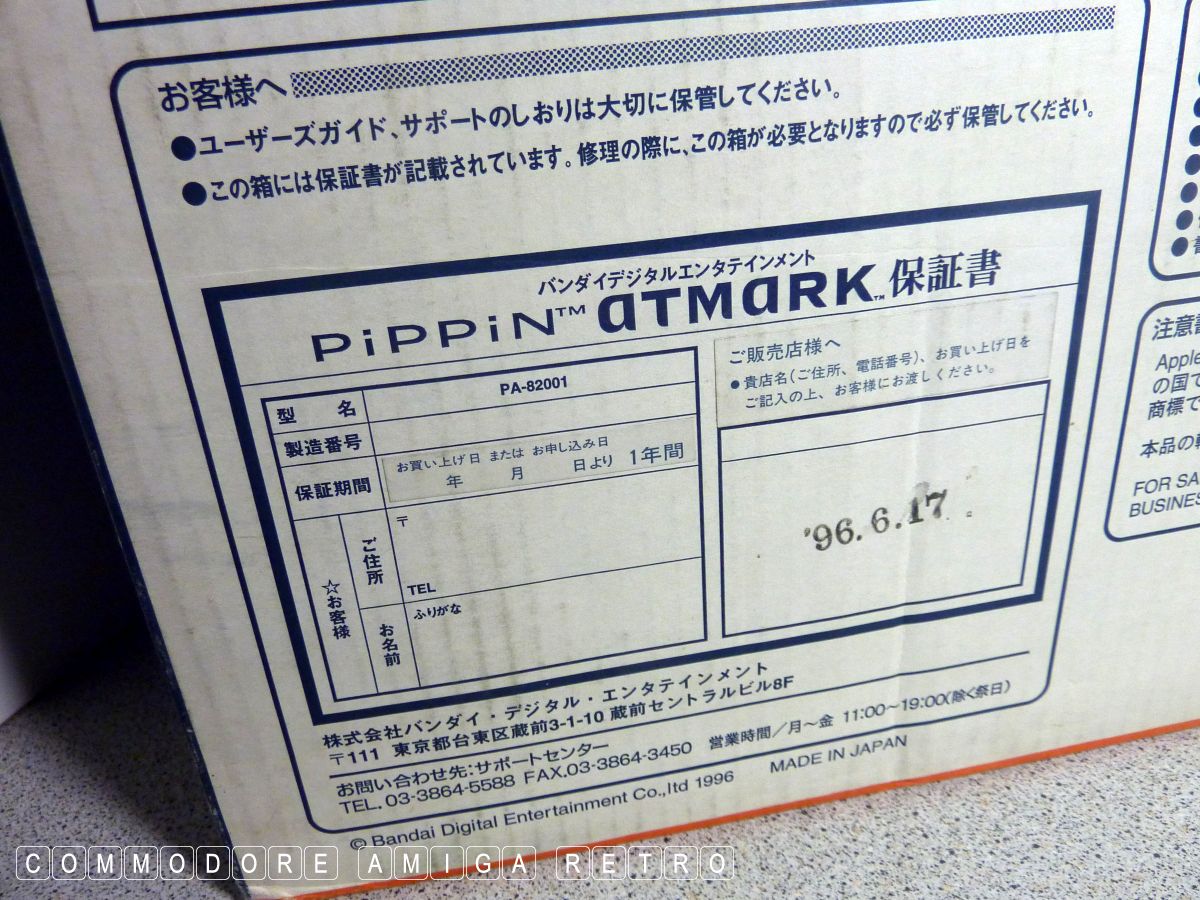 お客様へ
●ユーザーズガイド、サポートのしおりは大切に保管してください。
●この箱には保証書が記載されています。修理の際に、この箱が必要となりますので必ず保管してください。
バンダイデジタルエンタテインメント
PiPPiN™ aTMaRK™ 保証書
型名 PA-82001
製造番号
保証期間 お買い上げ日 または お申し込み日
年 月 日より 1年間
☆お客様
ご住所 〒
TEL
お名前 ふりがな
ご販売店様へ
●貴店名(ご住所、電話番号)、お買い上げ日を
ご記入の上、お客様にお渡しください。
'96.6.17
株式会社バンダイ・デジタル・エンタテインメント
〒111 東京都台東区蔵前3-1-10 蔵前セントラルビル8F
お問い合わせ先:サポートセンター
TEL. 03-3864-5588 FAX.03-3864-3450 営業時間/月〜金 11:00〜19:00(除く祭日)
© Bandai Digital Entertainment Co.,ltd 1996 MADE IN JAPAN
注意
Apple
の国で
商標で
本品の
FOR SA
BUSINES
COMMODORE AMIGA RETRO